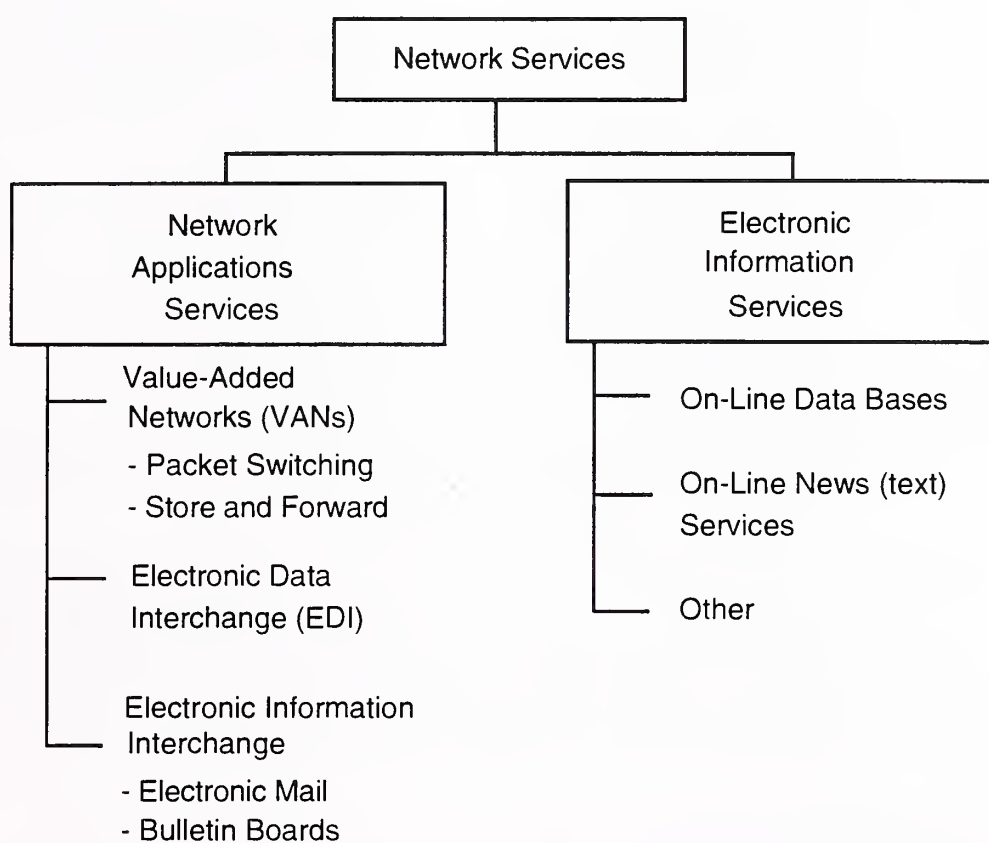 Network Services
Network
Applications
Services
Value-Added
Networks (VANs)
- Packet Switching
- Store and Forward
Electronic Data
Interchange (EDI)
Electronic Information
Interchange
- Electronic Mail
- Bulletin Boards
Electronic
Information
Services
On-Line Data Bases
On-Line News (text)
Services
Other